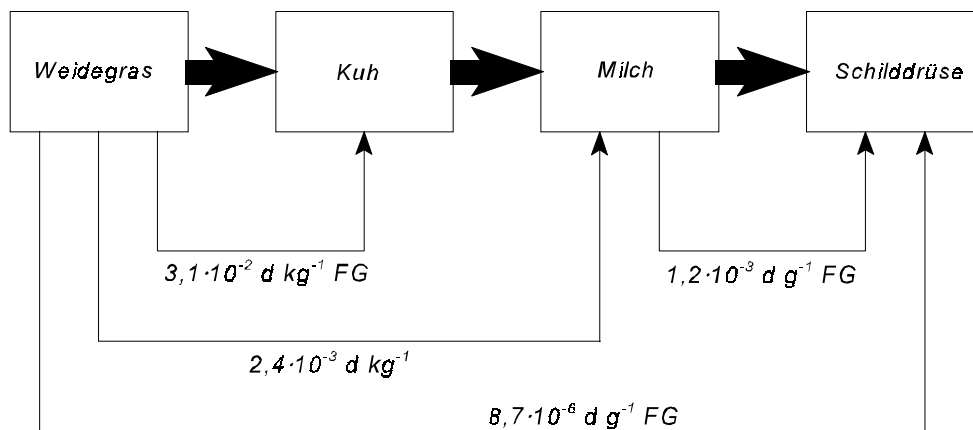 Weidegras
Kuh
Milch
Schilddrüse
3,1·10⁻² d kg⁻¹ FG
1,2·10⁻³ d g⁻¹ FG
2,4·10⁻³ d kg⁻¹
8,7·10⁻⁶ d g⁻¹ FG